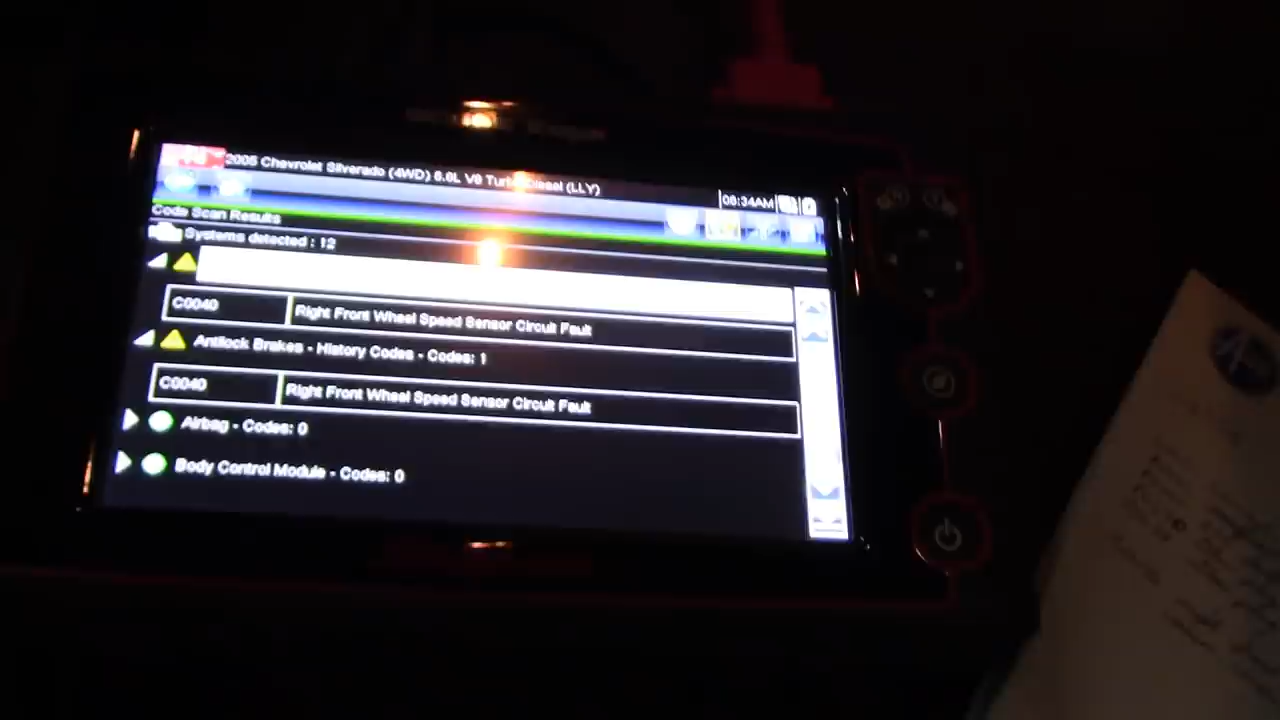 2005 Chevrolet Silverado (4WD) 6.6L V8 Turbo Diesel (LLY)
08:34AM
Code Scan Results
Systems detected : 12
C0040 Right Front Wheel Speed Sensor Circuit Fault
Antilock Brakes - History Codes - Codes: 1
C0040 Right Front Wheel Speed Sensor Circuit Fault
Airbag - Codes: 0
Body Control Module - Codes: 0